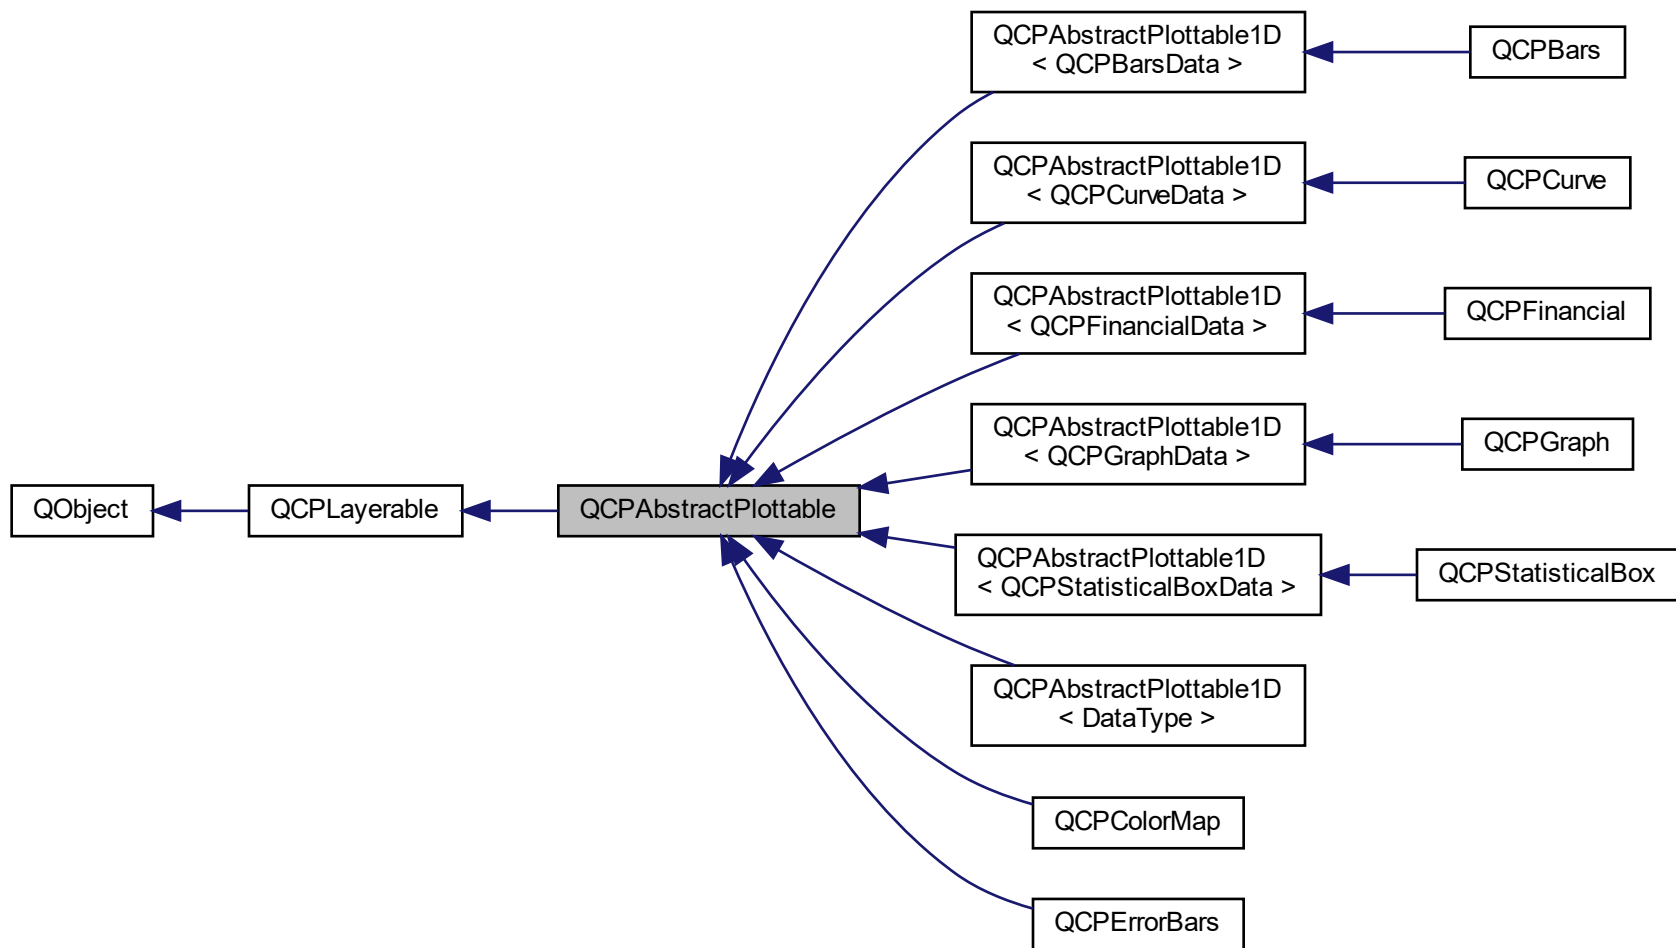 QCPAbstractPlottable1D
< QCPBarsData >
QCPBars
QCPAbstractPlottable1D
< QCPCurveData >
QCPCurve
QCPAbstractPlottable1D
< QCPFinancialData >
QCPFinancial
QCPAbstractPlottable1D
< QCPGraphData >
QCPGraph
QObject
QCPLayerable
QCPAbstractPlottable
QCPAbstractPlottable1D
< QCPStatisticalBoxData >
QCPStatisticalBox
QCPAbstractPlottable1D
< DataType >
QCPColorMap
QCPErrorBars